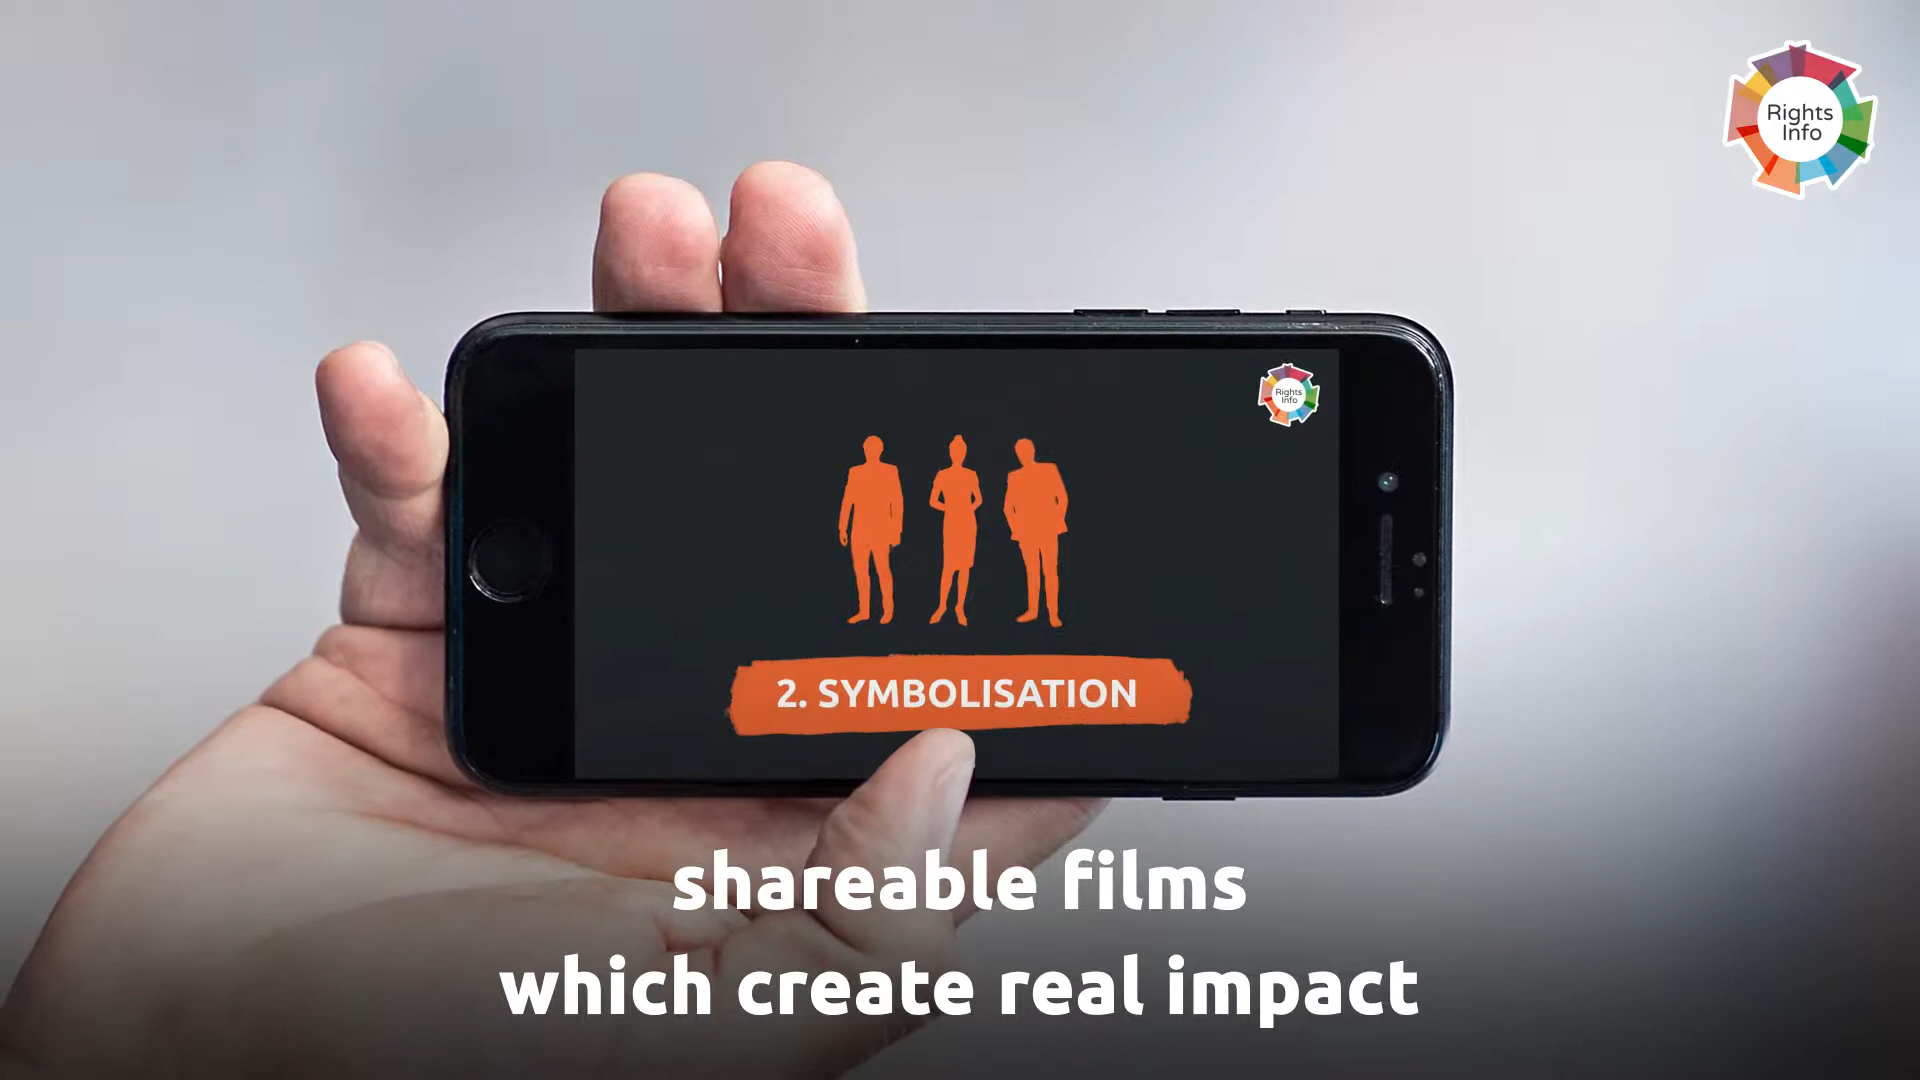 Rights
Info
Rights
Info
2. SYMBOLISATION
shareable films
which create real impact